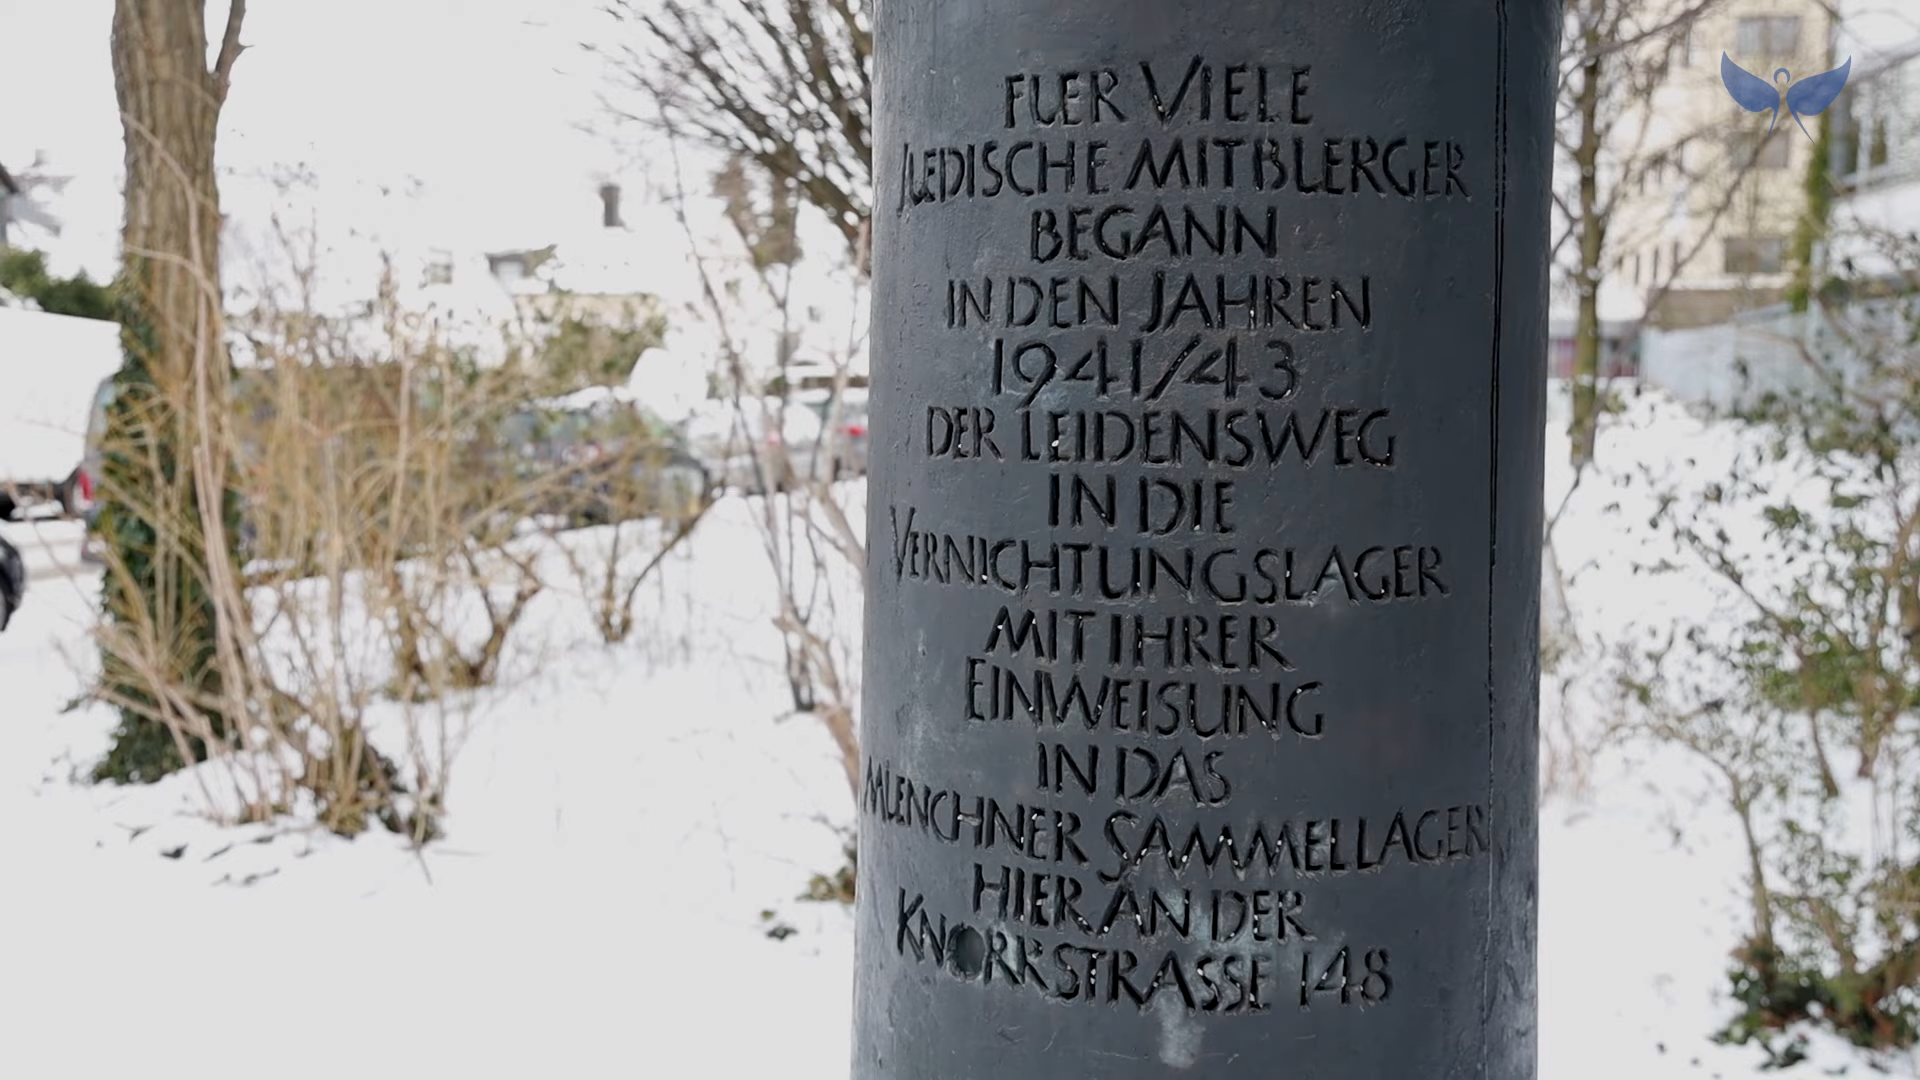 FUER VIELE
JUEDISCHE MITBUERGER
BEGANN
IN DEN JAHREN
1941/43
DER LEIDENSWEG
IN DIE
VERNICHTUNGSLAGER
MIT IHRER
EINWEISUNG
IN DAS
MUENCHNER SAMMELLAGER
HIER AN DER
KNORRSTRASSE 148